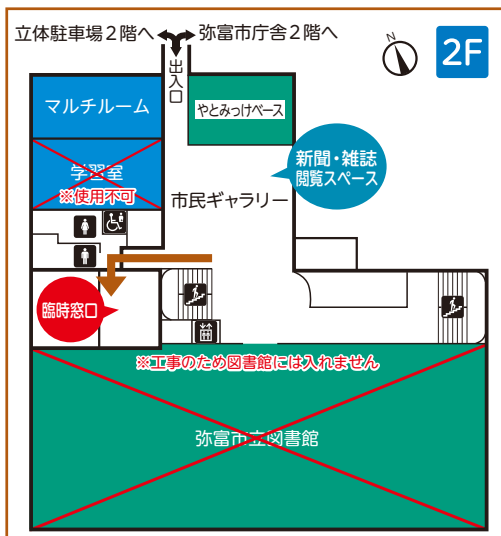 立体駐車場2階へ
弥富市庁舎2階へ
N
2F
出入口
マルチルーム
やとみっけベース
学習室
※使用不可
新聞・雑誌
閲覧スペース
市民ギャラリー
臨時窓口
※工事のため図書館には入れません
弥富市立図書館